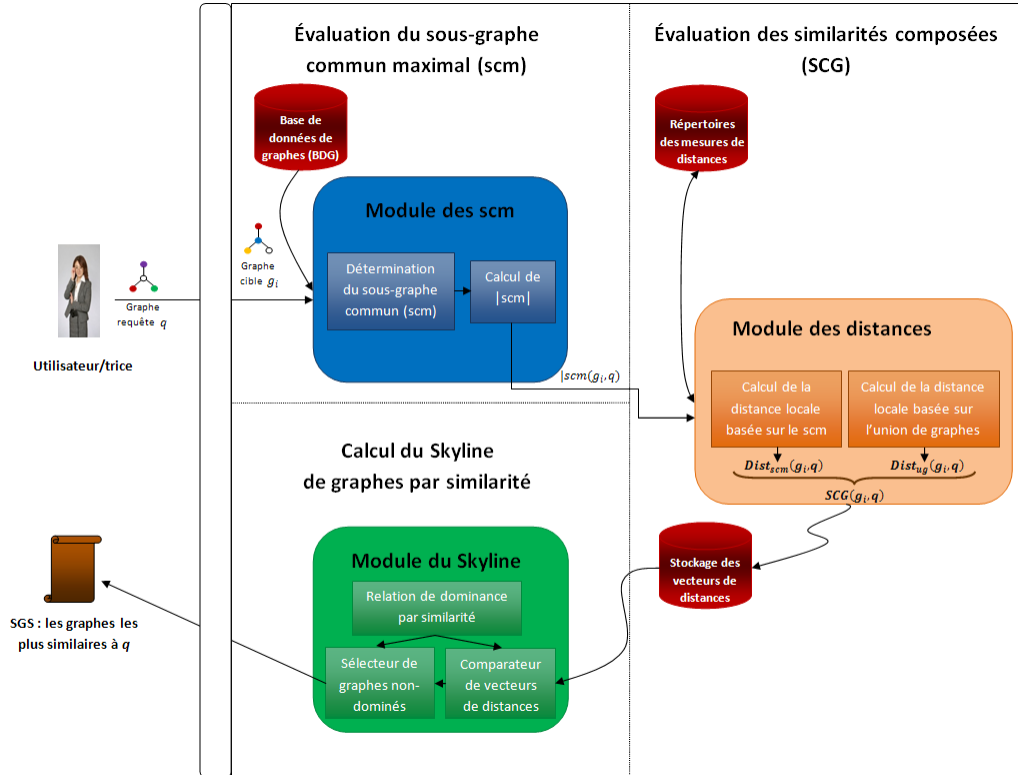 Évaluation du sous-graphe
commun maximal (scm)
Évaluation des similarités composées
(SCG)
Base de
données de
graphes (BDG)
Répertoires
des mesures de
distances
Module des scm
Graphe
cible gᵢ
Détermination
du sous-graphe
commun (scm)
Calcul de
|scm|
Graphe
requête q
Utilisateur/trice
|scm(gᵢ,q)
Module des distances
Calcul de la
distance locale
basée sur le scm
Calcul de la distance
locale basée sur
l'union de graphes
Dist_scm(gᵢ,q)
Dist_ug(gᵢ,q)
SCG(gᵢ,q)
Calcul du Skyline
de graphes par similarité
Module du Skyline
Relation de dominance
par similarité
Sélecteur de
graphes non-
dominés
Comparateur
de vecteurs
de distances
Stockage des
vecteurs de
distances
SGS : les graphes les
plus similaires à q